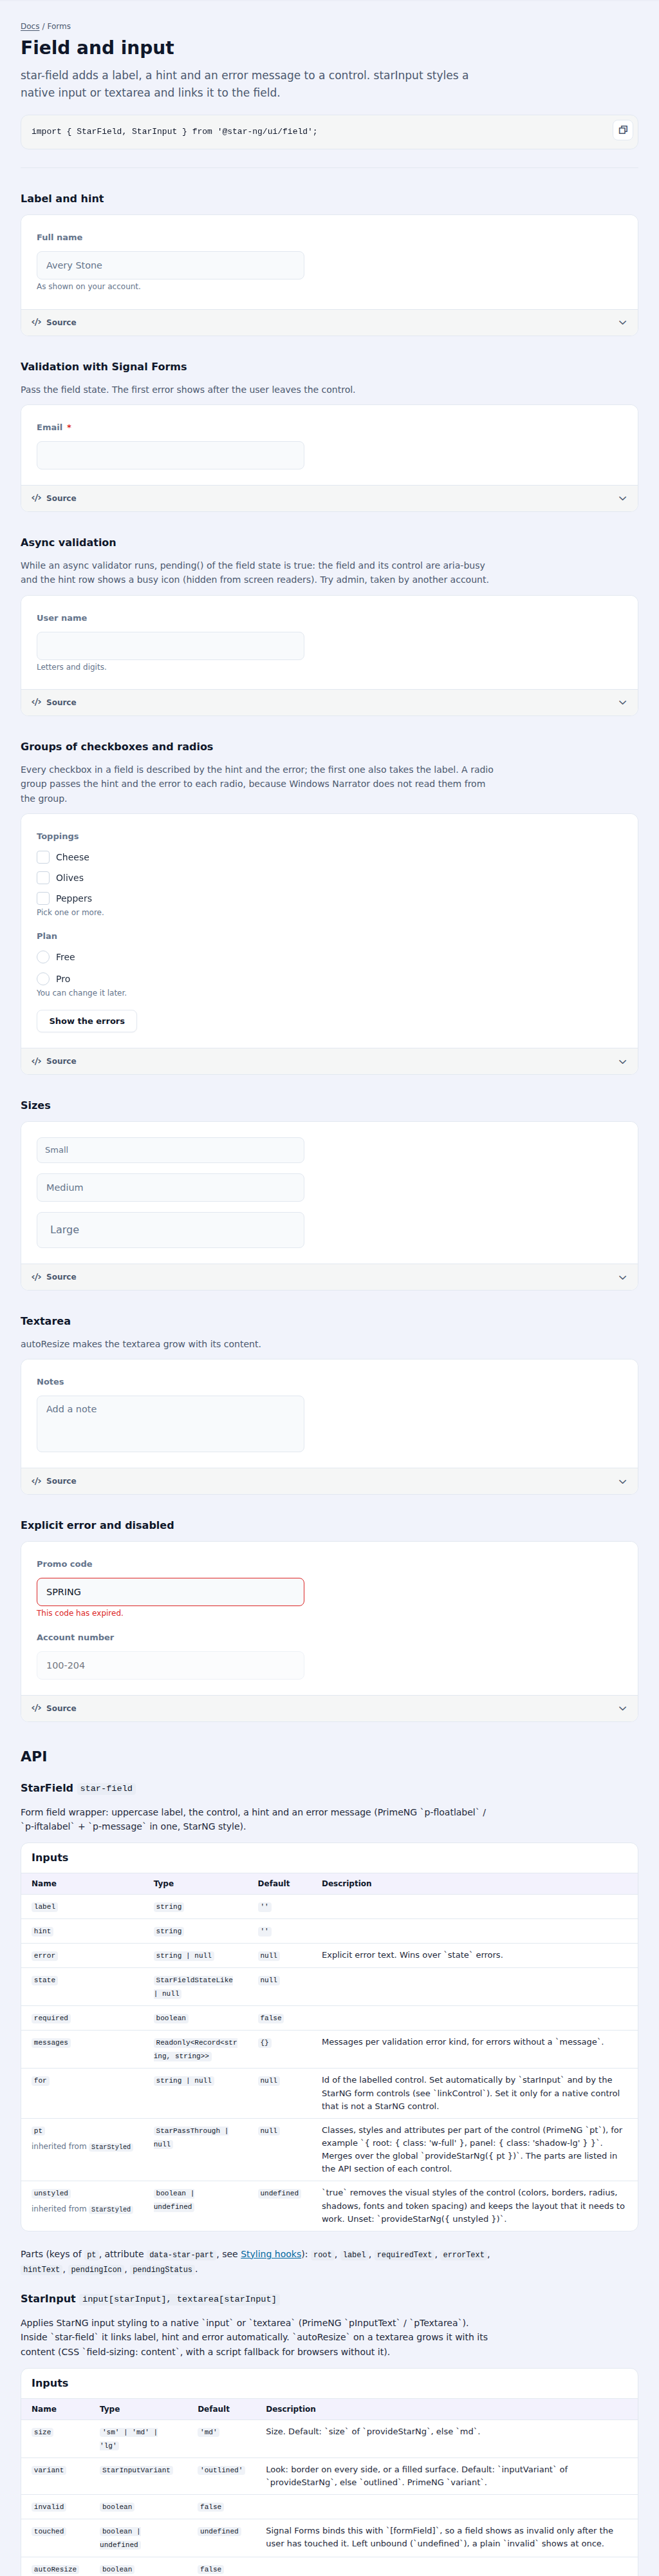 Docs / Forms
Field and input
star-field adds a label, a hint and an error message to a control. starInput styles a
native input or textarea and links it to the field.
import { StarField, StarInput } from '@star-ng/ui/field';
Label and hint
Full name
Avery Stone
As shown on your account.
</> Source
Validation with Signal Forms
Pass the field state. The first error shows after the user leaves the control.
Email *
</> Source
Async validation
While an async validator runs, pending() of the field state is true: the field and its control are aria-busy
and the hint row shows a busy icon (hidden from screen readers). Try admin, taken by another account.
User name
Letters and digits.
</> Source
Groups of checkboxes and radios
Every checkbox in a field is described by the hint and the error; the first one also takes the label. A radio
group passes the hint and the error to each radio, because Windows Narrator does not read them from
the group.
Toppings
Cheese
Olives
Peppers
Pick one or more.
Plan
Free
Pro
You can change it later.
Show the errors
</> Source
Sizes
Small
Medium
Large
</> Source
Textarea
autoResize makes the textarea grow with its content.
Notes
Add a note
</> Source
Explicit error and disabled
Promo code
SPRING
This code has expired.
Account number
100-204
</> Source
API
StarField star-field
Form field wrapper: uppercase label, the control, a hint and an error message (PrimeNG `p-floatlabel` /
`p-iftalabel` + `p-message` in one, StarNG style).
Inputs
Name Type Default Description
label string ''
hint string ''
error string | null null Explicit error text. Wins over `state` errors.
state StarFieldStateLike null
| null
required boolean false
messages Readonly<Record<str {} Messages per validation error kind, for errors without a `message`.
ing, string>>
for string | null null Id of the labelled control. Set automatically by `starInput` and by the
StarNG form controls (see `linkControl`). Set it only for a native control
that is not a StarNG control.
pt StarPassThrough | null Classes, styles and attributes per part of the control (PrimeNG `pt`), for
inherited from StarStyled null example `{ root: { class: 'w-full' }, panel: { class: 'shadow-lg' } }`.
Merges over the global `provideStarNg({ pt })`. The parts are listed in
the API section of each control.
unstyled boolean | undefined `true` removes the visual styles of the control (colors, borders, radius,
inherited from StarStyled undefined shadows, fonts and token spacing) and keeps the layout that it needs to
work. Unset: `provideStarNg({ unstyled })`.
Parts (keys of pt, attribute data-star-part, see Styling hooks): root, label, requiredText, errorText,
hintText, pendingIcon, pendingStatus.
StarInput input[starInput], textarea[starInput]
Applies StarNG input styling to a native `input` or `textarea` (PrimeNG `pInputText` / `pTextarea`).
Inside `star-field` it links label, hint and error automatically. `autoResize` on a textarea grows it with its
content (CSS `field-sizing: content`, with a script fallback for browsers without it).
Inputs
Name Type Default Description
size 'sm' | 'md' | 'md' Size. Default: `size` of `provideStarNg`, else `md`.
'lg'
variant StarInputVariant 'outlined' Look: border on every side, or a filled surface. Default: `inputVariant` of
`provideStarNg`, else `outlined`. PrimeNG `variant`.
invalid boolean false
touched boolean | undefined Signal Forms binds this with `[formField]`, so a field shows as invalid only after the
undefined user has touched it. Left unbound (`undefined`), a plain `invalid` shows at once.
autoResize boolean false